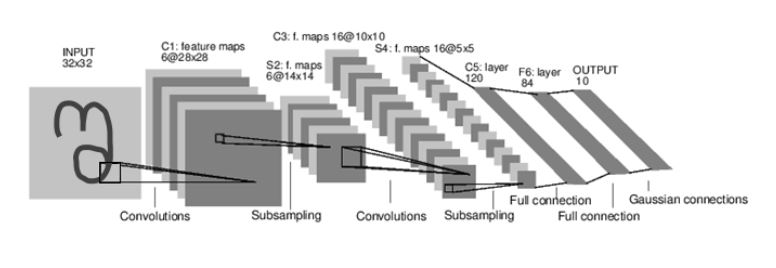 INPUT
32x32
C1: feature maps
6@28x28
S2: f. maps
6@14x14
C3: f. maps 16@10x10
S4: f. maps 16@5x5
C5: layer
120
F6: layer
84
OUTPUT
10
Convolutions
Subsampling
Convolutions
Subsampling
Full connection
Full connection
Gaussian connections